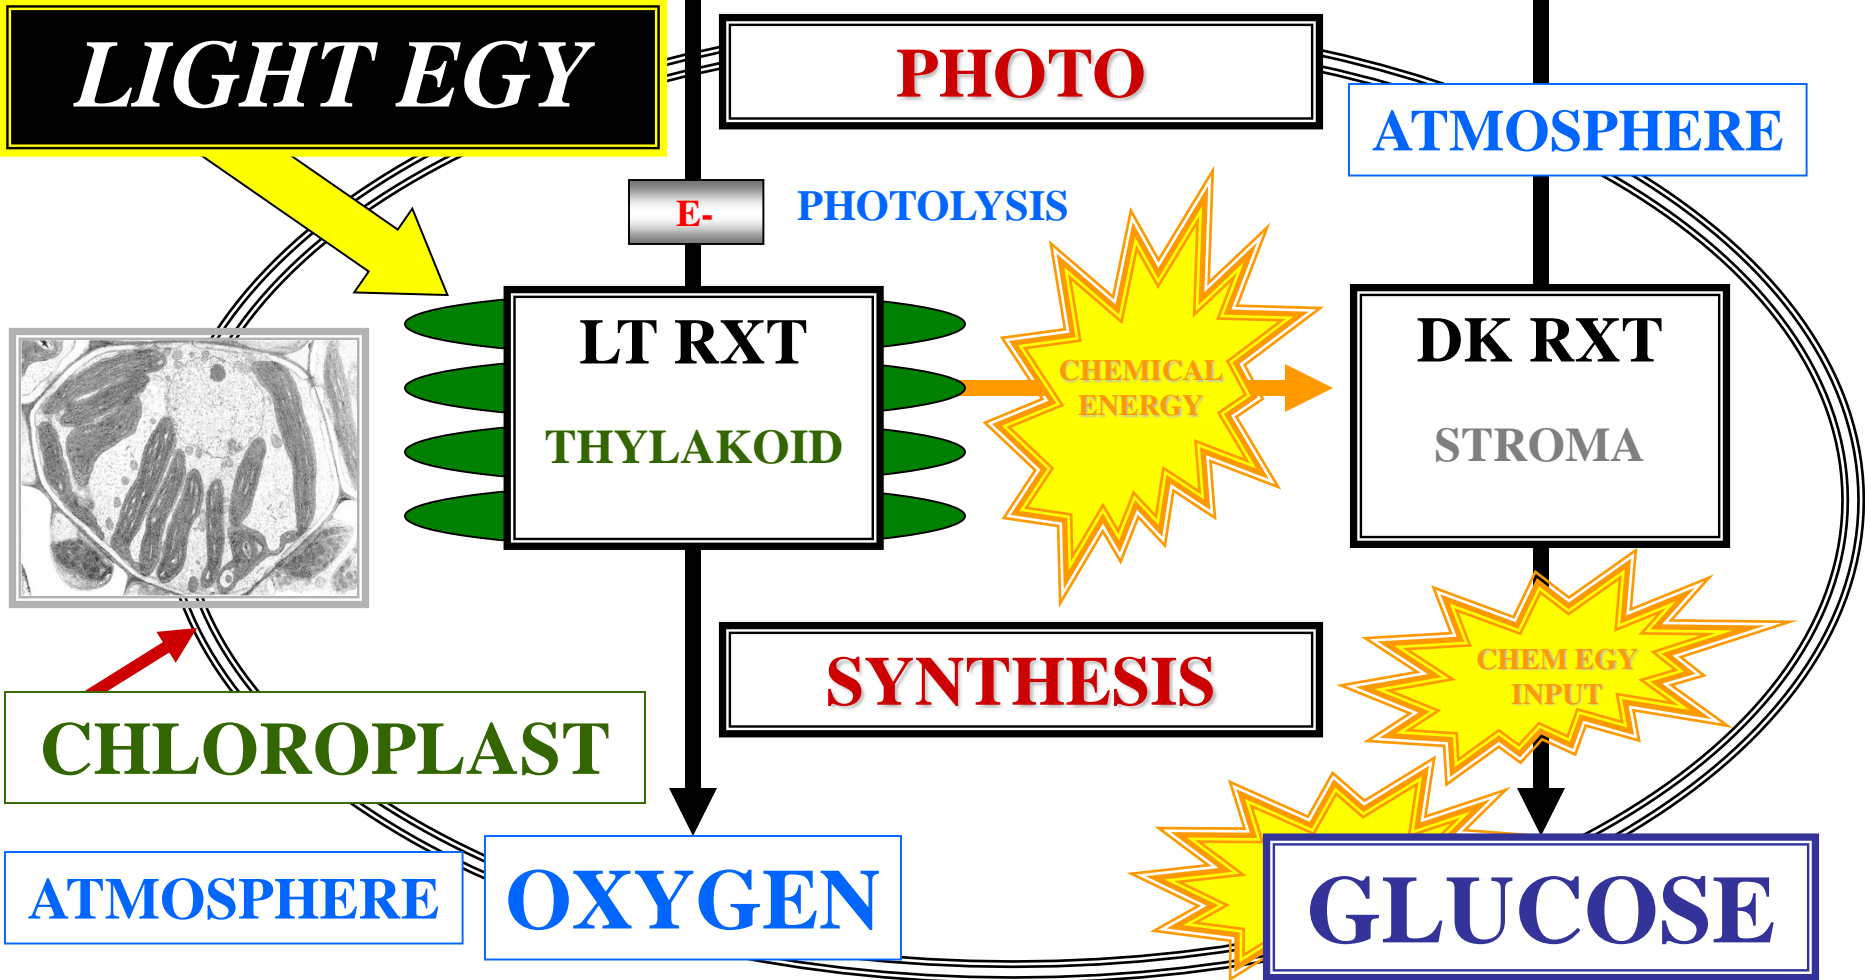 LIGHT EGY
PHOTO
ATMOSPHERE
E-
PHOTOLYSIS
LT RXT
THYLAKOID
CHEMICAL
ENERGY
DK RXT
STROMA
SYNTHESIS
CHEM EGY
INPUT
CHLOROPLAST
ATMOSPHERE
OXYGEN
GLUCOSE